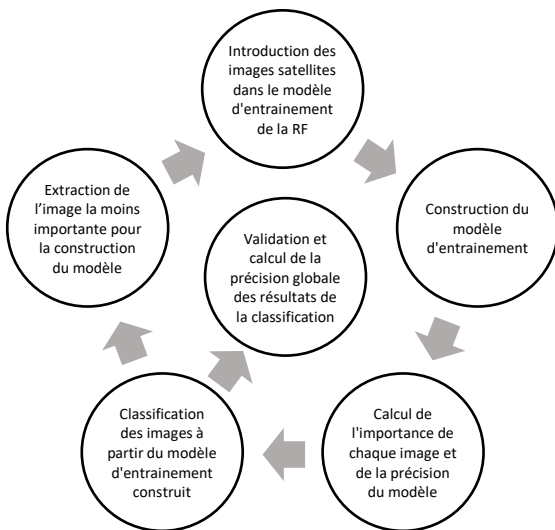 Introduction des
images satellites
dans le modèle
d'entrainement
de la RF
Construction du
modèle
d'entrainement
Calcul de
l'importance de
chaque image et
de la précision
du modèle
Classification
des images à
partir du modèle
d'entrainement
construit
Extraction de
l’image la moins
importante pour
la construction
du modèle
Validation et
calcul de la
précision globale
des résultats de
la classification